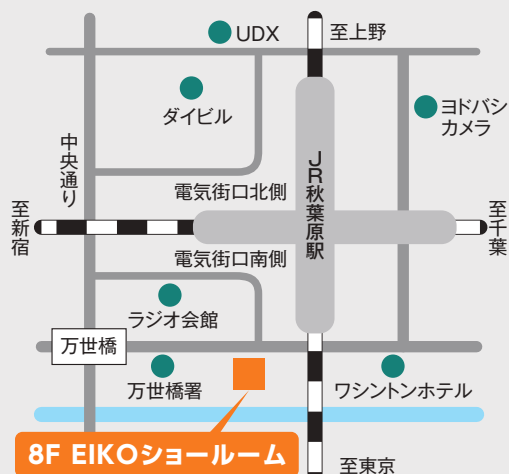 UDX
至上野
ダイビル
ヨドバシ
カメラ
中央通り
電気街口北側
JR秋葉原駅
至新宿
至千葉
電気街口南側
ラジオ会館
万世橋
万世橋署
ワシントンホテル
8F EIKOショールーム
至東京